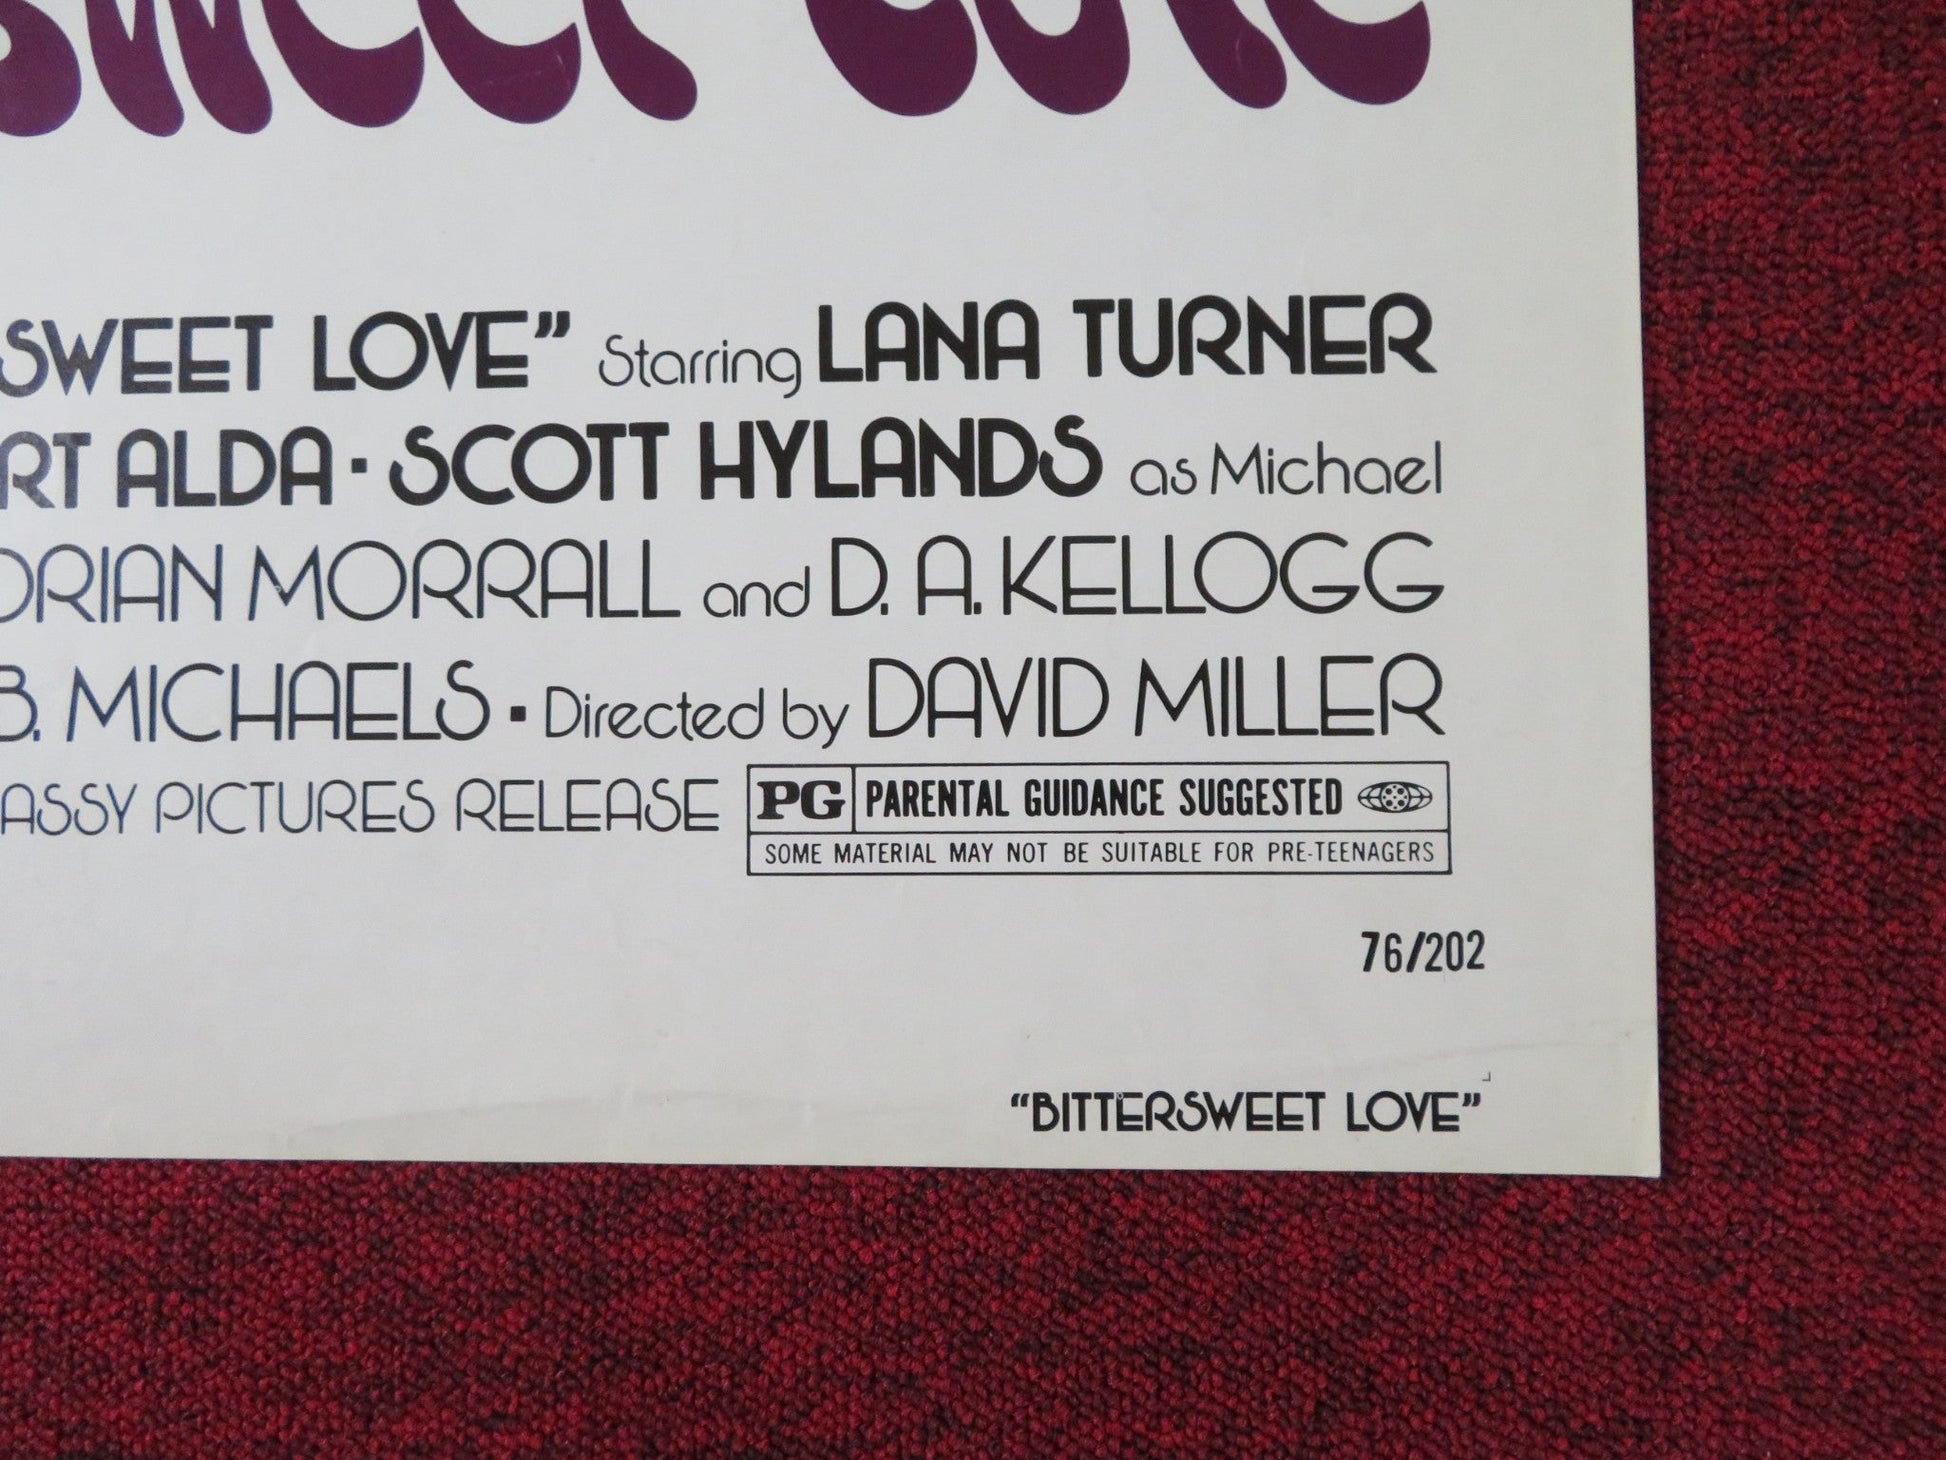 SWEET LOVE
SWEET LOVE” Starring LANA TURNER
RT ALDA · SCOTT HYLANDS as Michael
ORIAN MORRALL and D. A. KELLOGG
B. MICHAELS · Directed by DAVID MILLER
ASSY PICTURES RELEASE PG PARENTAL GUIDANCE SUGGESTED
SOME MATERIAL MAY NOT BE SUITABLE FOR PRE-TEENAGERS
76/202
“BITTERSWEET LOVE”